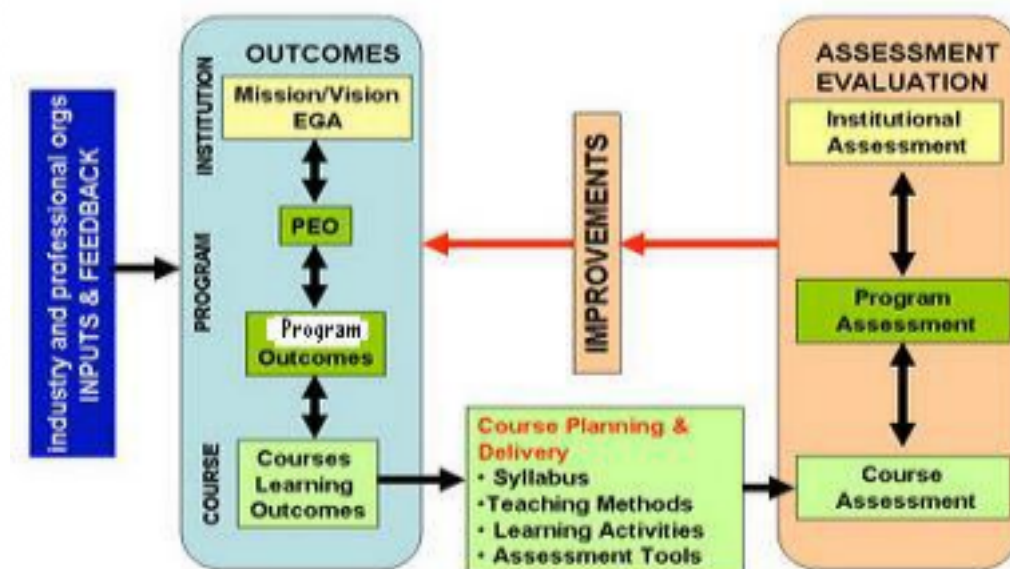 industry and professional orgs
INPUTS & FEEDBACK
OUTCOMES
INSTITUTION
Mission/Vision
EGA
PROGRAM
PEO
Program
Outcomes
COURSE
Courses
Learning
Outcomes
IMPROVEMENTS
Course Planning &
Delivery
• Syllabus
•Teaching Methods
• Learning Activities
• Assessment Tools
ASSESSMENT
EVALUATION
Institutional
Assessment
Program
Assessment
Course
Assessment